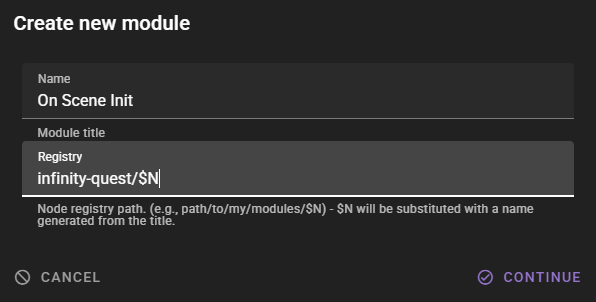 Create new module
Name
On Scene Init
Module title
Registry
infinity-quest/$N
Node registry path. (e.g., path/to/my/modules/$N) - $N will be substituted with a name
generated from the title.
CANCEL
CONTINUE